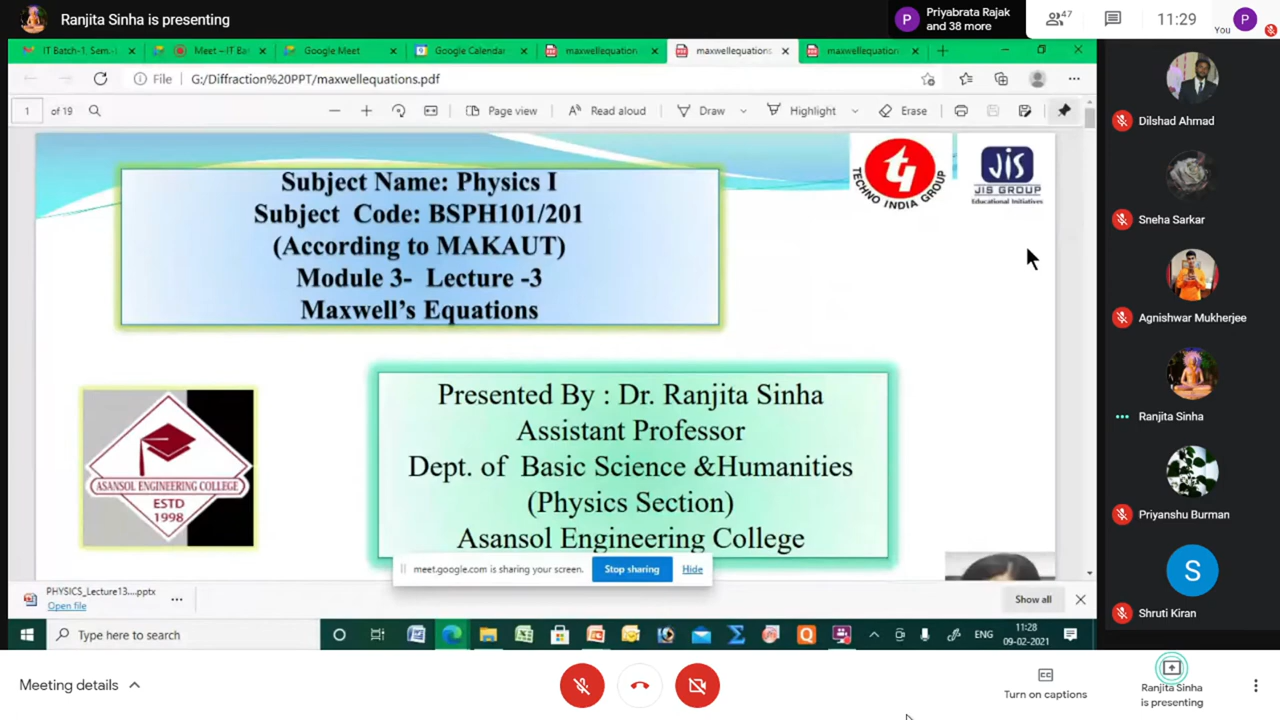 Ranjita Sinha is presenting
Priyabrata Rajak
and 38 more
47
11:29
You
P
P
IT Batch-1, Sem.-
Meet – IT Ba
Google Meet
Google Calendar
maxwellequation
maxwellequations
maxwellequation
File
G:/Diffraction%20PPT/maxwellequations.pdf
1
of 19
Page view
Read aloud
Draw
Highlight
Erase
Subject Name: Physics I
Subject Code: BSPH101/201
(According to MAKAUT)
Module 3- Lecture -3
Maxwell's Equations
TECHNO INDIA GROUP
JIS
JIS GROUP
Educational Initiatives
Presented By : Dr. Ranjita Sinha
Assistant Professor
Dept. of Basic Science &Humanities
(Physics Section)
Asansol Engineering College
ASANSOL ENGINEERING COLLEGE
ESTD
1998
meet.google.com is sharing your screen.
Stop sharing
Hide
PHYSICS_Lecture13....pptx
Open file
Show all
Type here to search
ENG
11:28
09-02-2021
Dilshad Ahmad
Sneha Sarkar
Agnishwar Mukherjee
Ranjita Sinha
Priyanshu Burman
S
Shruti Kiran
Meeting details
Turn on captions
Ranjita Sinha
is presenting